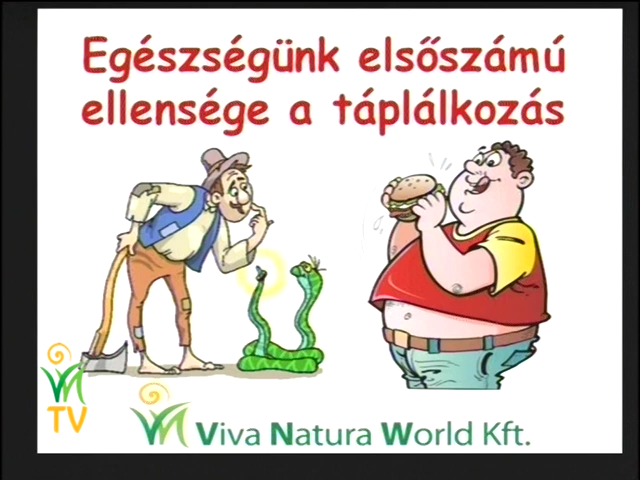 Egészségünk elsőszámú
ellensége a táplálkozás
TV
Viva Natura World Kft.